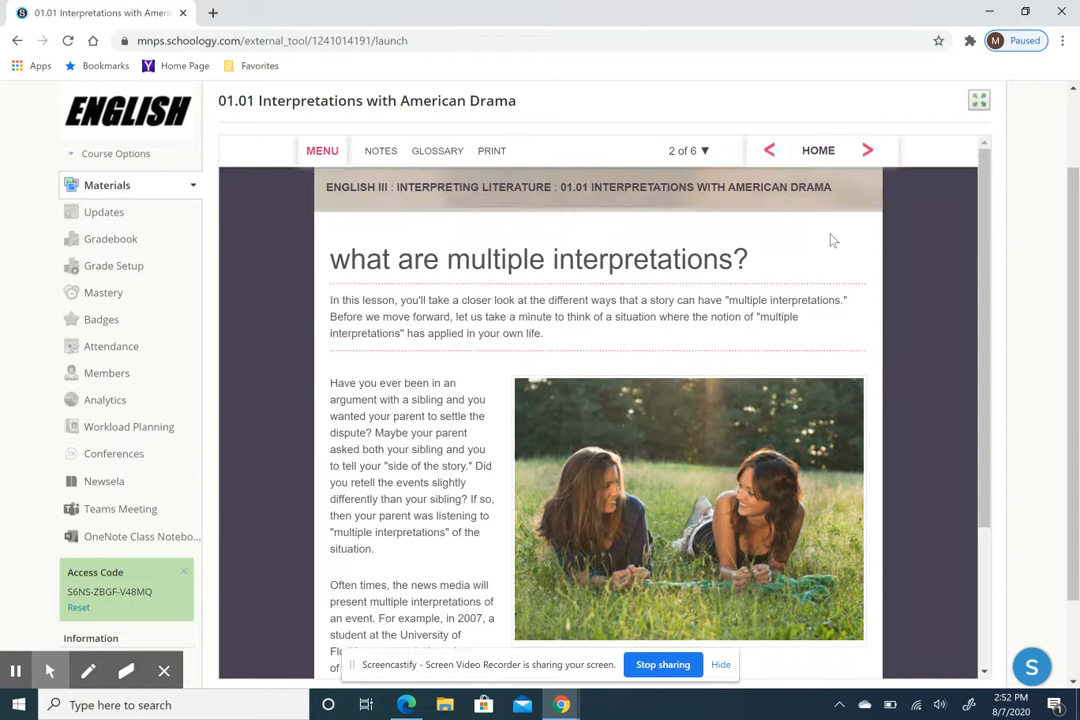 01.01 Interpretations with Ameri
mnps.schoology.com/external_tool/1241014191/launch
M Paused
Apps Bookmarks Home Page Favorites
ENGLISH
Course Options
Materials
Updates
Gradebook
Grade Setup
Mastery
Badges
Attendance
Members
Analytics
Workload Planning
Conferences
Newsela
Teams Meeting
OneNote Class Notebo...
Access Code
S6NS-ZBGF-V48MQ
Reset
Information
01.01 Interpretations with American Drama
MENU NOTES GLOSSARY PRINT 2 of 6 ▼ < HOME >
ENGLISH III : INTERPRETING LITERATURE : 01.01 INTERPRETATIONS WITH AMERICAN DRAMA
what are multiple interpretations?
In this lesson, you'll take a closer look at the different ways that a story can have "multiple interpretations."
Before we move forward, let us take a minute to think of a situation where the notion of "multiple
interpretations" has applied in your own life.
Have you ever been in an
argument with a sibling and you
wanted your parent to settle the
dispute? Maybe your parent
asked both your sibling and you
to tell your "side of the story." Did
you retell the events slightly
differently than your sibling? If so,
then your parent was listening to
"multiple interpretations" of the
situation.
Often times, the news media will
present multiple interpretations of
an event. For example, in 2007, a
student at the University of
of
Screencastify - Screen Video Recorder is sharing your screen. Stop sharing Hide
S
Type here to search
2:52 PM
8/7/2020